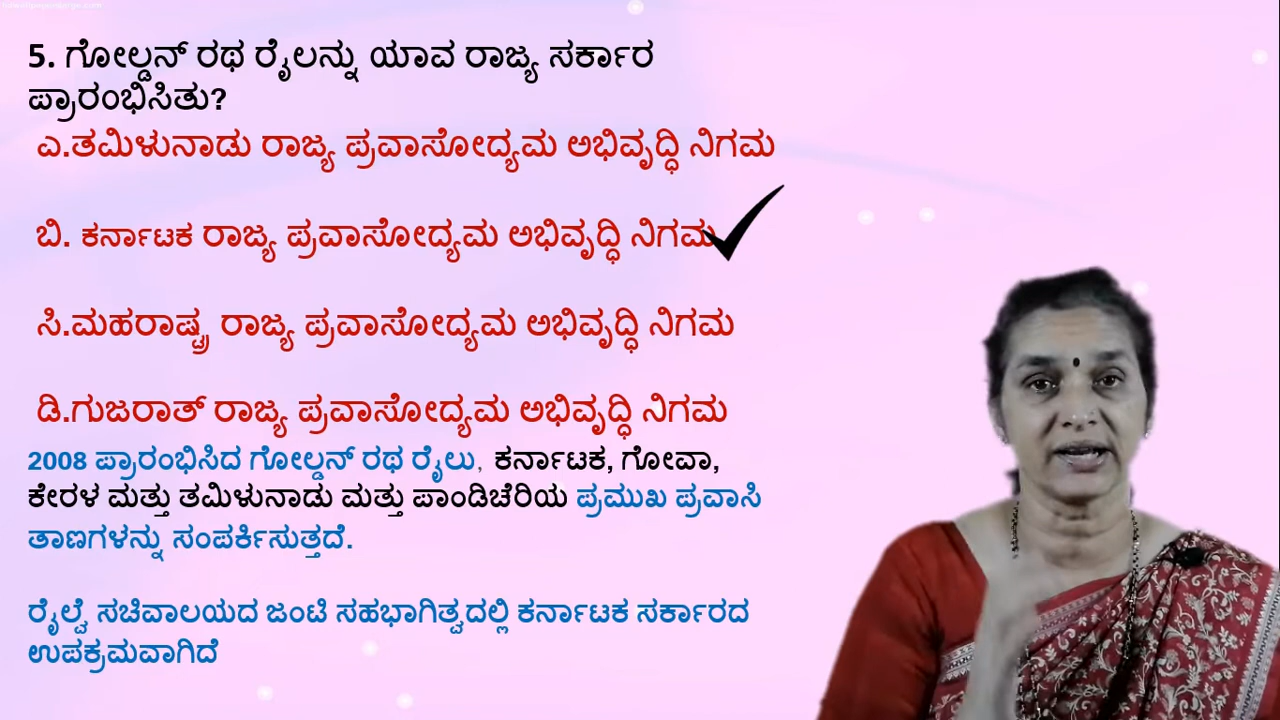 5. ಗೋಲ್ಡನ್ ರಥ ರೈಲನ್ನು ಯಾವ ರಾಜ್ಯ ಸರ್ಕಾರ
ಪ್ರಾರಂಭಿಸಿತು?
ಎ.ತಮಿಳುನಾಡು ರಾಜ್ಯ ಪ್ರವಾಸೋದ್ಯಮ ಅಭಿವೃದ್ಧಿ ನಿಗಮ
ಬಿ. ಕರ್ನಾಟಕ ರಾಜ್ಯ ಪ್ರವಾಸೋದ್ಯಮ ಅಭಿವೃದ್ಧಿ ನಿಗಮ
ಸಿ.ಮಹರಾಷ್ಟ್ರ ರಾಜ್ಯ ಪ್ರವಾಸೋದ್ಯಮ ಅಭಿವೃದ್ಧಿ ನಿಗಮ
ಡಿ.ಗುಜರಾತ್ ರಾಜ್ಯ ಪ್ರವಾಸೋದ್ಯಮ ಅಭಿವೃದ್ಧಿ ನಿಗಮ
2008 ಪ್ರಾರಂಭಿಸಿದ ಗೋಲ್ಡನ್ ರಥ ರೈಲು, ಕರ್ನಾಟಕ, ಗೋವಾ,
ಕೇರಳ ಮತ್ತು ತಮಿಳುನಾಡು ಮತ್ತು ಪಾಂಡಿಚೆರಿಯ ಪ್ರಮುಖ ಪ್ರವಾಸಿ
ತಾಣಗಳನ್ನು ಸಂಪರ್ಕಿಸುತ್ತದೆ.
ರೈಲ್ವೆ ಸಚಿವಾಲಯದ ಜಂಟಿ ಸಹಭಾಗಿತ್ವದಲ್ಲಿ ಕರ್ನಾಟಕ ಸರ್ಕಾರದ
ಉಪಕ್ರಮವಾಗಿದೆ